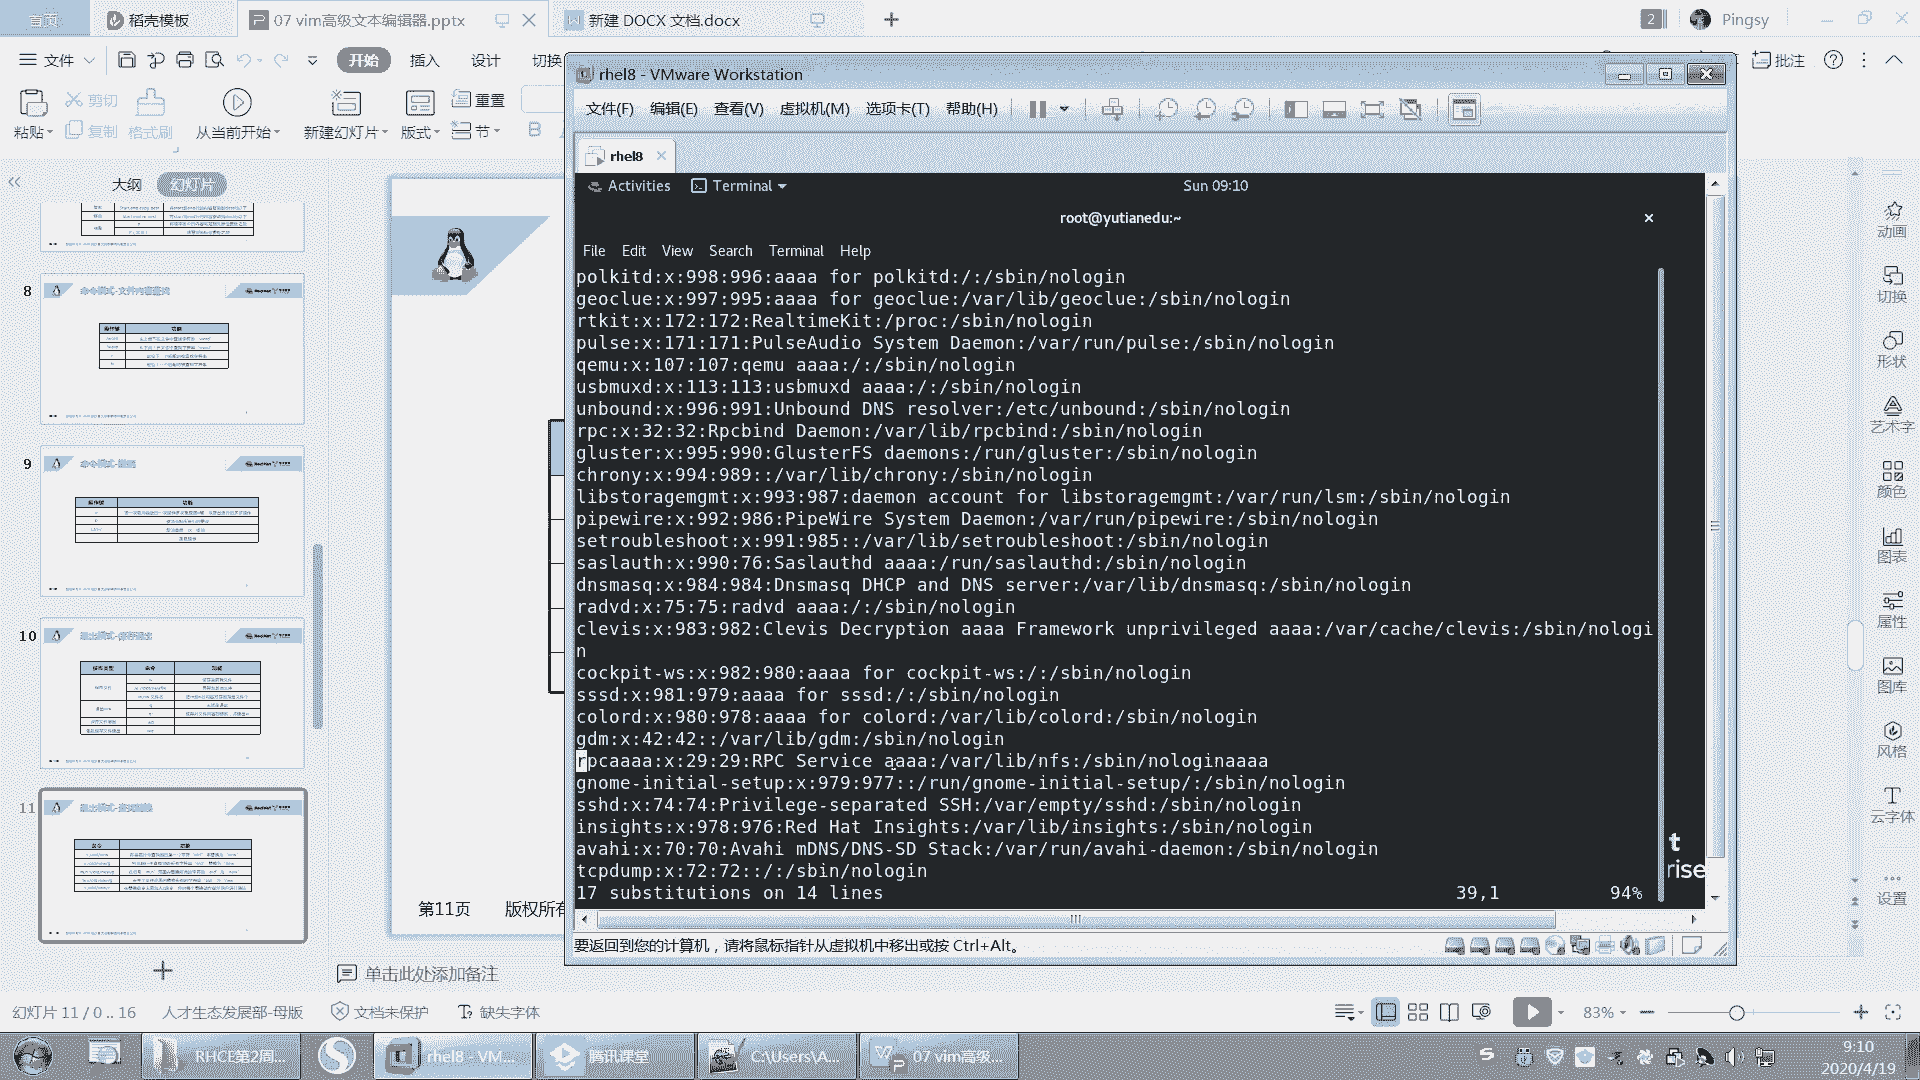 首页
稻壳模板
07 vim高级文本编辑器.pptx
新建 DOCX 文档.docx
2
Pingsy
文件
开始
插入
设计
切换
批注
粘贴
剪切
复制
格式刷
从当前开始
新建幻灯片
版式
重置
节
B
大纲
幻灯片
8
9
10
11
第11页
版权所有
单击此处添加备注
rhel8 - VMware Workstation
文件(F)
编辑(E)
查看(V)
虚拟机(M)
选项卡(T)
帮助(H)
rhel8
Activities
Terminal
Sun 09:10
root@yutianedu:~
File Edit View Search Terminal Help
polkitd:x:998:996:aaaa for polkitd:/:/sbin/nologin
geoclue:x:997:995:aaaa for geoclue:/var/lib/geoclue:/sbin/nologin
rtkit:x:172:172:RealtimeKit:/proc:/sbin/nologin
pulse:x:171:171:PulseAudio System Daemon:/var/run/pulse:/sbin/nologin
qemu:x:107:107:qemu aaaa:/:/sbin/nologin
usbmuxd:x:113:113:usbmuxd aaaa:/:/sbin/nologin
unbound:x:996:991:Unbound DNS resolver:/etc/unbound:/sbin/nologin
rpc:x:32:32:Rpcbind Daemon:/var/lib/rpcbind:/sbin/nologin
gluster:x:995:990:GlusterFS daemons:/run/gluster:/sbin/nologin
chrony:x:994:989::/var/lib/chrony:/sbin/nologin
libstoragemgmt:x:993:987:daemon account for libstoragemgmt:/var/run/lsm:/sbin/nologin
pipewire:x:992:986:PipeWire System Daemon:/var/run/pipewire:/sbin/nologin
setroubleshoot:x:991:985::/var/lib/setroubleshoot:/sbin/nologin
saslauth:x:990:76:Saslauthd aaaa:/run/saslauthd:/sbin/nologin
dnsmasq:x:984:984:Dnsmasq DHCP and DNS server:/var/lib/dnsmasq:/sbin/nologin
radvd:x:75:75:radvd aaaa:/:/sbin/nologin
clevis:x:983:982:Clevis Decryption aaaa Framework unprivileged aaaa:/var/cache/clevis:/sbin/nologi
n
cockpit-ws:x:982:980:aaaa for cockpit-ws:/:/sbin/nologin
sssd:x:981:979:aaaa for sssd:/:/sbin/nologin
colord:x:980:978:aaaa for colord:/var/lib/colord:/sbin/nologin
gdm:x:42:42::/var/lib/gdm:/sbin/nologin
rpcaaaa:x:29:29:RPC Service aaaa:/var/lib/nfs:/sbin/nologinaaaa
gnome-initial-setup:x:979:977::/run/gnome-initial-setup/:/sbin/nologin
sshd:x:74:74:Privilege-separated SSH:/var/empty/sshd:/sbin/nologin
insights:x:978:976:Red Hat Insights:/var/lib/insights:/sbin/nologin
avahi:x:70:70:Avahi mDNS/DNS-SD Stack:/var/run/avahi-daemon:/sbin/nologin
tcpdump:x:72:72::/:/sbin/nologin
17 substitutions on 14 lines
39,1
94%
t
rise
要返回到您的计算机，请将鼠标指针从虚拟机中移出或按 Ctrl+Alt。
动画
切换
形状
艺术字
颜色
图表
属性
图库
风格
云字体
设置
幻灯片 11 / 0 .. 16
人才生态发展部-母版
文档未保护
缺失字体
83%
RHCE第2周...
rhel8 - VM...
腾讯课堂
C:\Users\A...
07 vim高级...
9:10
2020/4/19